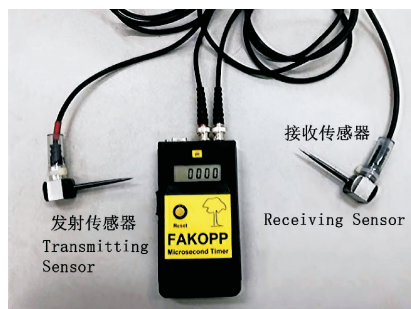 接收传感器
Receiving Sensor
发射传感器
Transmitting
Sensor
0000
Reset
FAKOPP
Microsecond Timer